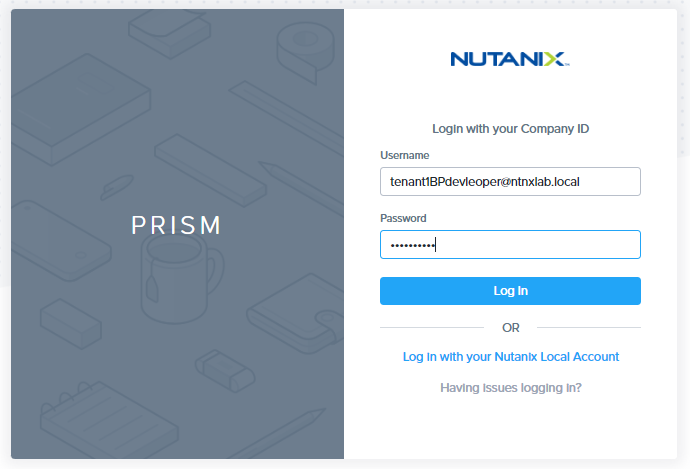 PRISM
NUTANIX
Login with your Company ID
Username
tenant1BPdevleoper@ntnxlab.local
Password
••••••••••
Log In
OR
Log in with your Nutanix Local Account
Having issues logging in?